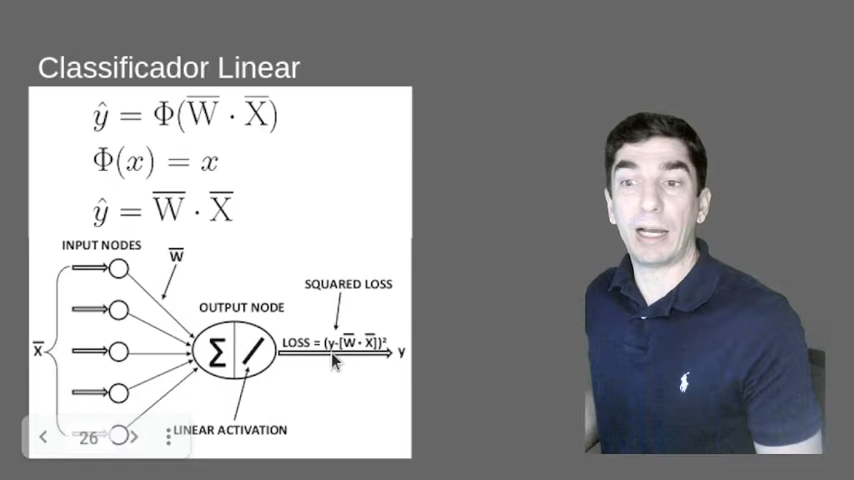 Classificador Linear
ŷ = Φ(W̅ · X̅)
Φ(x) = x
ŷ = W̅ · X̅
INPUT NODES
W̅
SQUARED LOSS
OUTPUT NODE
LOSS = (y-[W̅ · X̅])²
X̅
Σ
y
LINEAR ACTIVATION
26